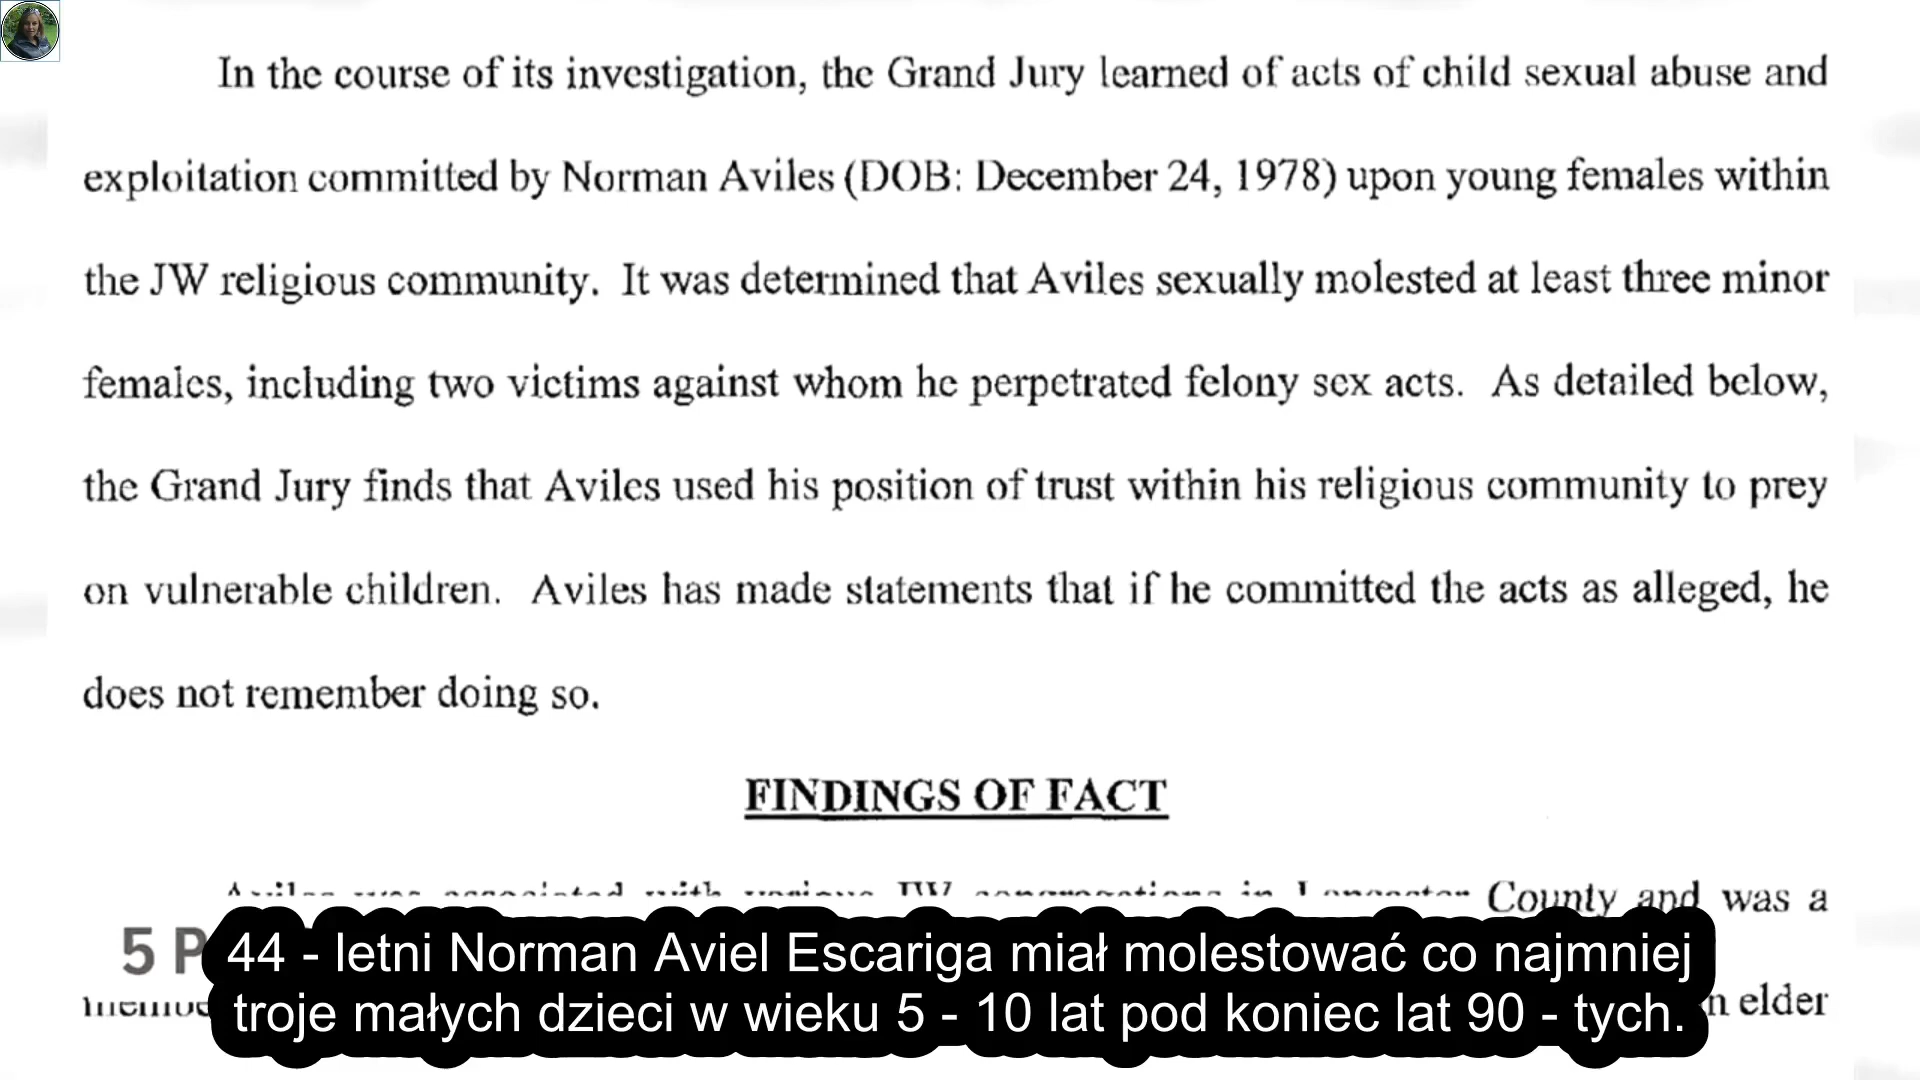 In the course of its investigation, the Grand Jury learned of acts of child sexual abuse and
exploitation committed by Norman Aviles (DOB: December 24, 1978) upon young females within
the JW religious community. It was determined that Aviles sexually molested at least three minor
females, including two victims against whom he perpetrated felony sex acts. As detailed below,
the Grand Jury finds that Aviles used his position of trust within his religious community to prey
on vulnerable children. Aviles has made statements that if he committed the acts as alleged, he
does not remember doing so.
FINDINGS OF FACT
County and was a
5 P
44 - letni Norman Aviel Escariga miał molestować co najmniej
troje małych dzieci w wieku 5 - 10 lat pod koniec lat 90 - tych.
elder